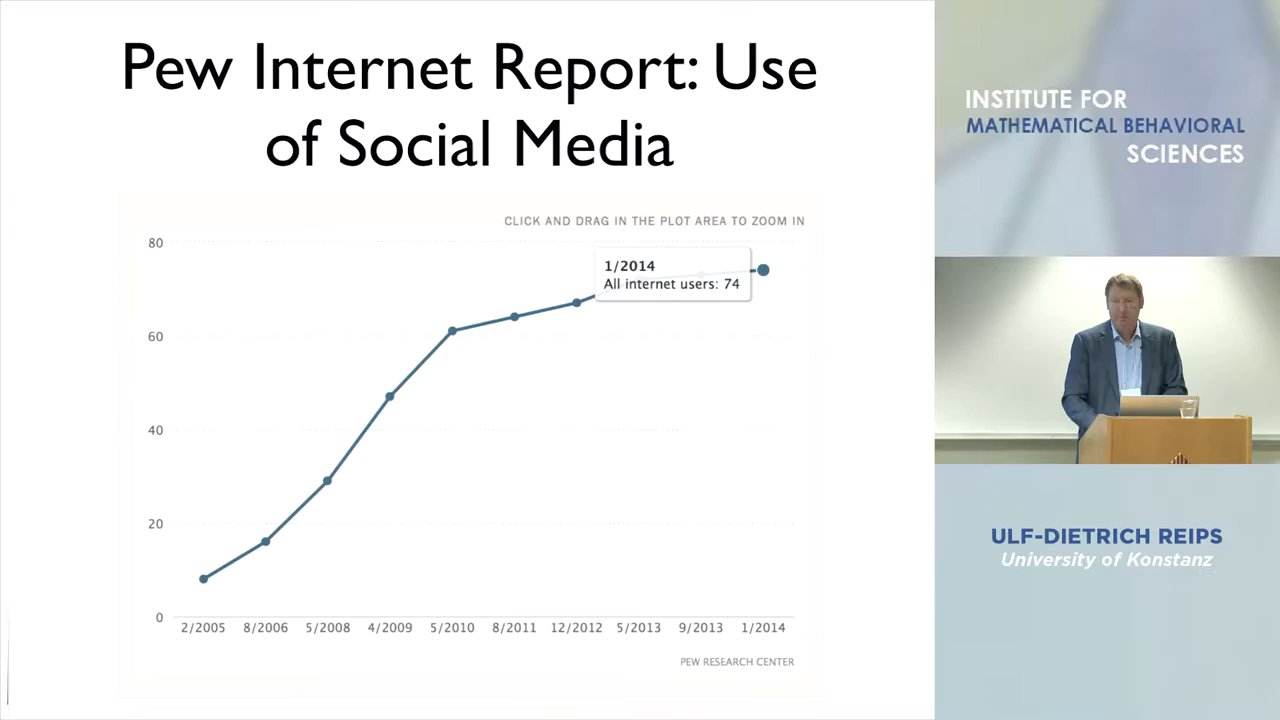 Pew Internet Report: Use
of Social Media
CLICK AND DRAG IN THE PLOT AREA TO ZOOM IN
80
60
40
20
0
1/2014
All internet users: 74
2/2005 8/2006 5/2008 4/2009 5/2010 8/2011 12/2012 5/2013 9/2013 1/2014
PEW RESEARCH CENTER
INSTITUTE FOR
MATHEMATICAL BEHAVIORAL
SCIENCES
ULF-DIETRICH REIPS
University of Konstanz